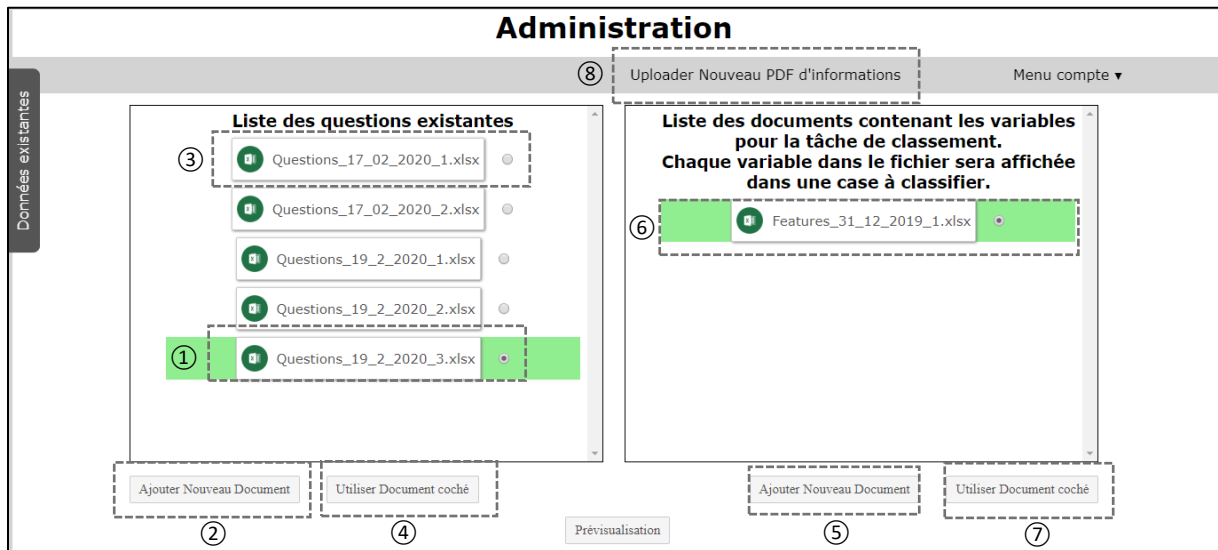 Administration
⑧ Uploader Nouveau PDF d'informations Menu compte ▾
Données existantes
Liste des questions existantes
③ Questions_17_02_2020_1.xlsx
Questions_17_02_2020_2.xlsx
Questions_19_2_2020_1.xlsx
Questions_19_2_2020_2.xlsx
① Questions_19_2_2020_3.xlsx
Liste des documents contenant les variables
pour la tâche de classement.
Chaque variable dans le fichier sera affichée
dans une case à classifier.
⑥ Features_31_12_2019_1.xlsx
Ajouter Nouveau Document Utiliser Document coché
② ④
Ajouter Nouveau Document Utiliser Document coché
⑤ ⑦
Prévisualisation